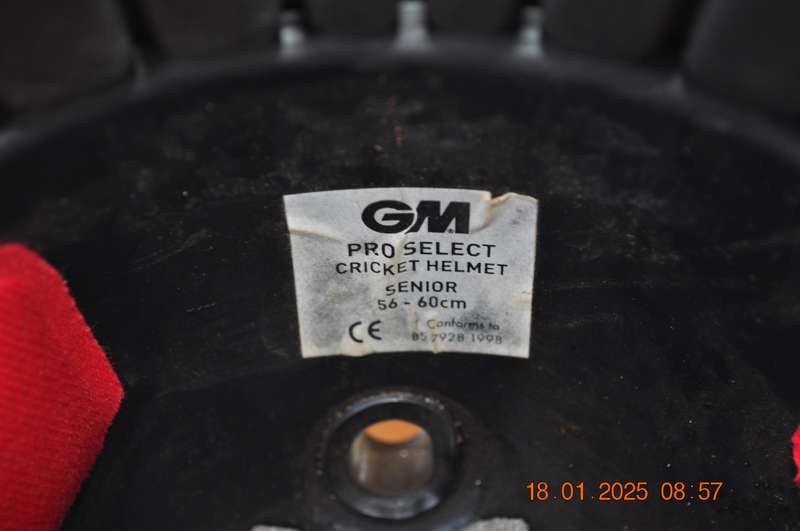 GM
PRO SELECT
CRICKET HELMET
SENIOR
56 - 60cm
CE Conforms to
BS 7928 1998
18.01.2025 08:57